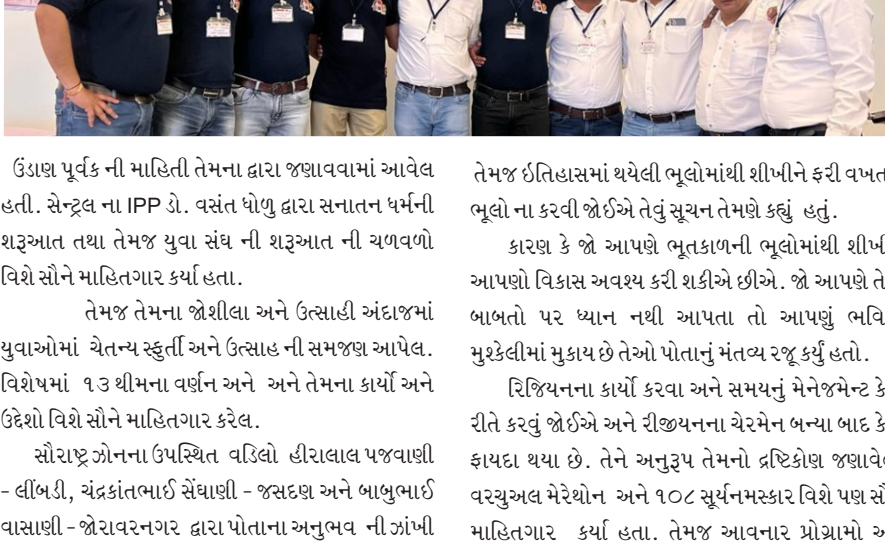 ઉંડાણ પૂર્વક ની માહિતી તેમના દ્વારા જણાવવામાં આવેલ
હતી. સેન્ટ્રલ ના IPP ડો. વસંત ધોળુ દ્વારા સનાતન ધર્મની
શરૂઆત તથા તેમજ યુવા સંઘ ની શરૂઆત ની ચળવળો
વિશે સૌને માહિતગાર કર્યા હતા.
તેમજ તેમના જોશીલા અને ઉત્સાહી અંદાજમાં
યુવાઓમાં ચેતન્ય સ્ફુર્તી અને ઉત્સાહ ની સમજણ આપેલ.
વિશેષમાં ૧૩ થીમના વર્ણન અને અને તેમના કાર્યો અને
ઉદ્દેશો વિશે સૌને માહિતગાર કરેલ.
સૌરાષ્ટ્ર ઝોનના ઉપસ્થિત વડિલો હીરાલાલ પજવાણી
- લીંબડી, ચંદ્રકાંતભાઈ સેંઘાણી - જસદણ અને બાબુભાઈ
વાસાણી - જોરાવરનગર દ્વારા પોતાના અનુભવ ની ઝાંખી
તેમજ ઇતિહાસમાં થયેલી ભૂલોમાંથી શીખીને ફરી વખત
ભૂલો ના કરવી જોઈએ તેવું સૂચન તેમણે કહ્યું હતું.
કારણ કે જો આપણે ભૂતકાળની ભૂલોમાંથી
આપણો વિકાસ અવશ્ય કરી શકીએ છીએ. જો આપણે
બાબતો પર ધ્યાન નથી આપતા તો આપણું
મુશ્કેલીમાં મુકાય છે તેઓ પોતાનું મંતવ્ય રજૂ કર્યું હતો.
રિજિયનના કાર્યો કરવા અને સમયનું મેનેજમેન્ટ
રીતે કરવું જોઈએ અને રીજીયનના ચેરમેન બન્યા બાદ
ફાયદા થયા છે. તેને અનુરૂપ તેમનો દ્રષ્ટિકોણ
વરચુઅલ મેરેથોન અને ૧૦૮ સૂર્યનમસ્કાર વિશે પણ
માહિતગાર કર્યા હતા. તેમજ આવનાર પ્રોગ્રામો